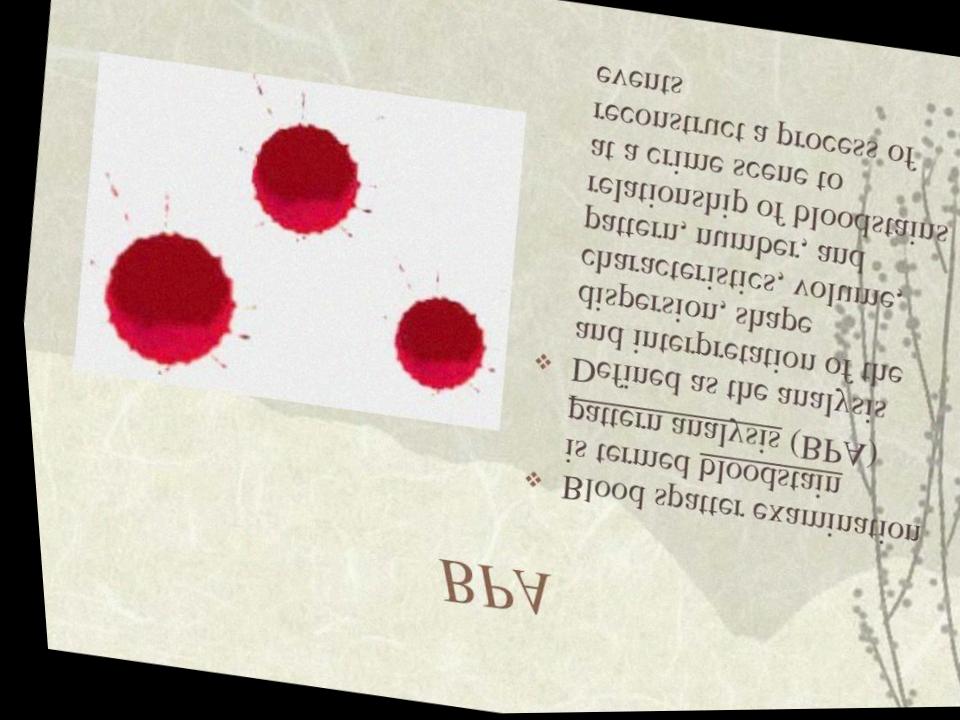 BPA
Blood spatter examination
is termed bloodstain
pattern analysis (BPA)
Defined as the analysis
and interpretation of the
dispersion, shape
characteristics, volume,
pattern, number, and
relationship of bloodstains
at a crime scene to
reconstruct a process of
events